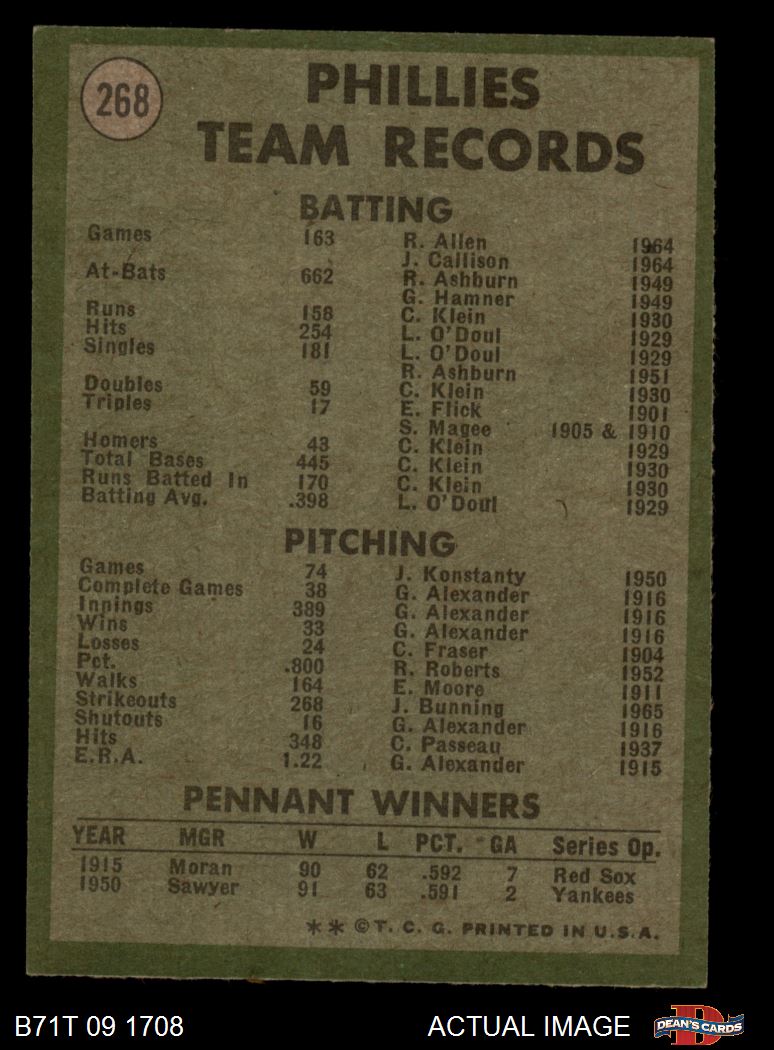 268
PHILLIES
TEAM RECORDS
BATTING
Games 163 R. Allen 1964
J. Callison 1964
At-Bats 662 R. Ashburn 1949
G. Hamner 1949
Runs 158 C. Klein 1930
Hits 254 L. O'Doul 1929
Singles 181 L. O'Doul 1929
R. Ashburn 1951
Doubles 59 C. Klein 1930
Triples 17 E. Flick 1901
S. Magee 1905 & 1910
Homers 43 C. Klein 1929
Total Bases 445 C. Klein 1930
Runs Batted In 170 C. Klein 1930
Batting Avg. .398 L. O'Doul 1929
PITCHING
Games 74 J. Konstanty 1950
Complete Games 38 G. Alexander 1916
Innings 389 G. Alexander 1916
Wins 33 G. Alexander 1916
Losses 24 C. Fraser 1904
Pct. .800 R. Roberts 1952
Walks 164 E. Moore 1911
Strikeouts 268 J. Bunning 1965
Shutouts 16 G. Alexander 1916
Hits 348 C. Passeau 1937
E.R.A. 1.22 G. Alexander 1915
PENNANT WINNERS
YEAR MGR W L PCT. GA Series Op.
1915 Moran 90 62 .592 7 Red Sox
1950 Sawyer 91 63 .591 2 Yankees
** © T. C. G. PRINTED IN U.S.A.
B71T 09 1708 ACTUAL IMAGE DEAN'S CARDS